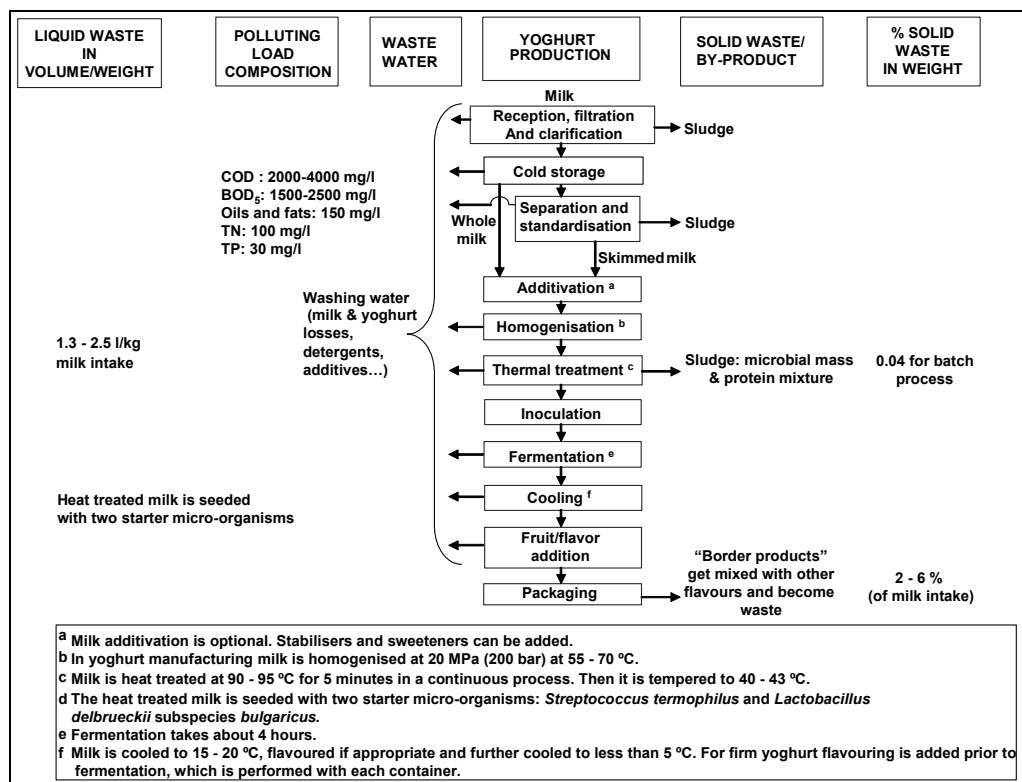 LIQUID WASTE
IN
VOLUME/WEIGHT
POLLUTING
LOAD
COMPOSITION
WASTE
WATER
YOGHURT
PRODUCTION
SOLID WASTE/
BY-PRODUCT
% SOLID
WASTE
IN WEIGHT
Milk
Reception, filtration
And clarification
Sludge
Cold storage
COD : 2000-4000 mg/l
BOD₅: 1500-2500 mg/l
Oils and fats: 150 mg/l
TN: 100 mg/l
TP: 30 mg/l
Separation and
standardisation
Sludge
Whole
milk
Skimmed milk
Additivation ᵃ
Washing water
(milk & yoghurt
losses,
detergents,
additives…)
Homogenisation ᵇ
1.3 - 2.5 l/kg
milk intake
Thermal treatment ᶜ
Sludge: microbial mass
& protein mixture
0.04 for batch
process
Inoculation
Fermentation ᵉ
Heat treated milk is seeded
with two starter micro-organisms
Cooling ᶠ
Fruit/flavor
addition
Packaging
“Border products”
get mixed with other
flavours and become
waste
2 - 6 %
(of milk intake)
ᵃ Milk additivation is optional. Stabilisers and sweeteners can be added.
ᵇ In yoghurt manufacturing milk is homogenised at 20 MPa (200 bar) at 55 - 70 ºC.
c Milk is heat treated at 90 - 95 ºC for 5 minutes in a continuous process. Then it is tempered to 40 - 43 ºC.
d The heat treated milk is seeded with two starter micro-organisms: Streptococcus termophilus and Lactobacillus
delbrueckii subspecies bulgaricus.
e Fermentation takes about 4 hours.
f Milk is cooled to 15 - 20 ºC, flavoured if appropriate and further cooled to less than 5 ºC. For firm yoghurt flavouring is added prior to
fermentation, which is performed with each container.